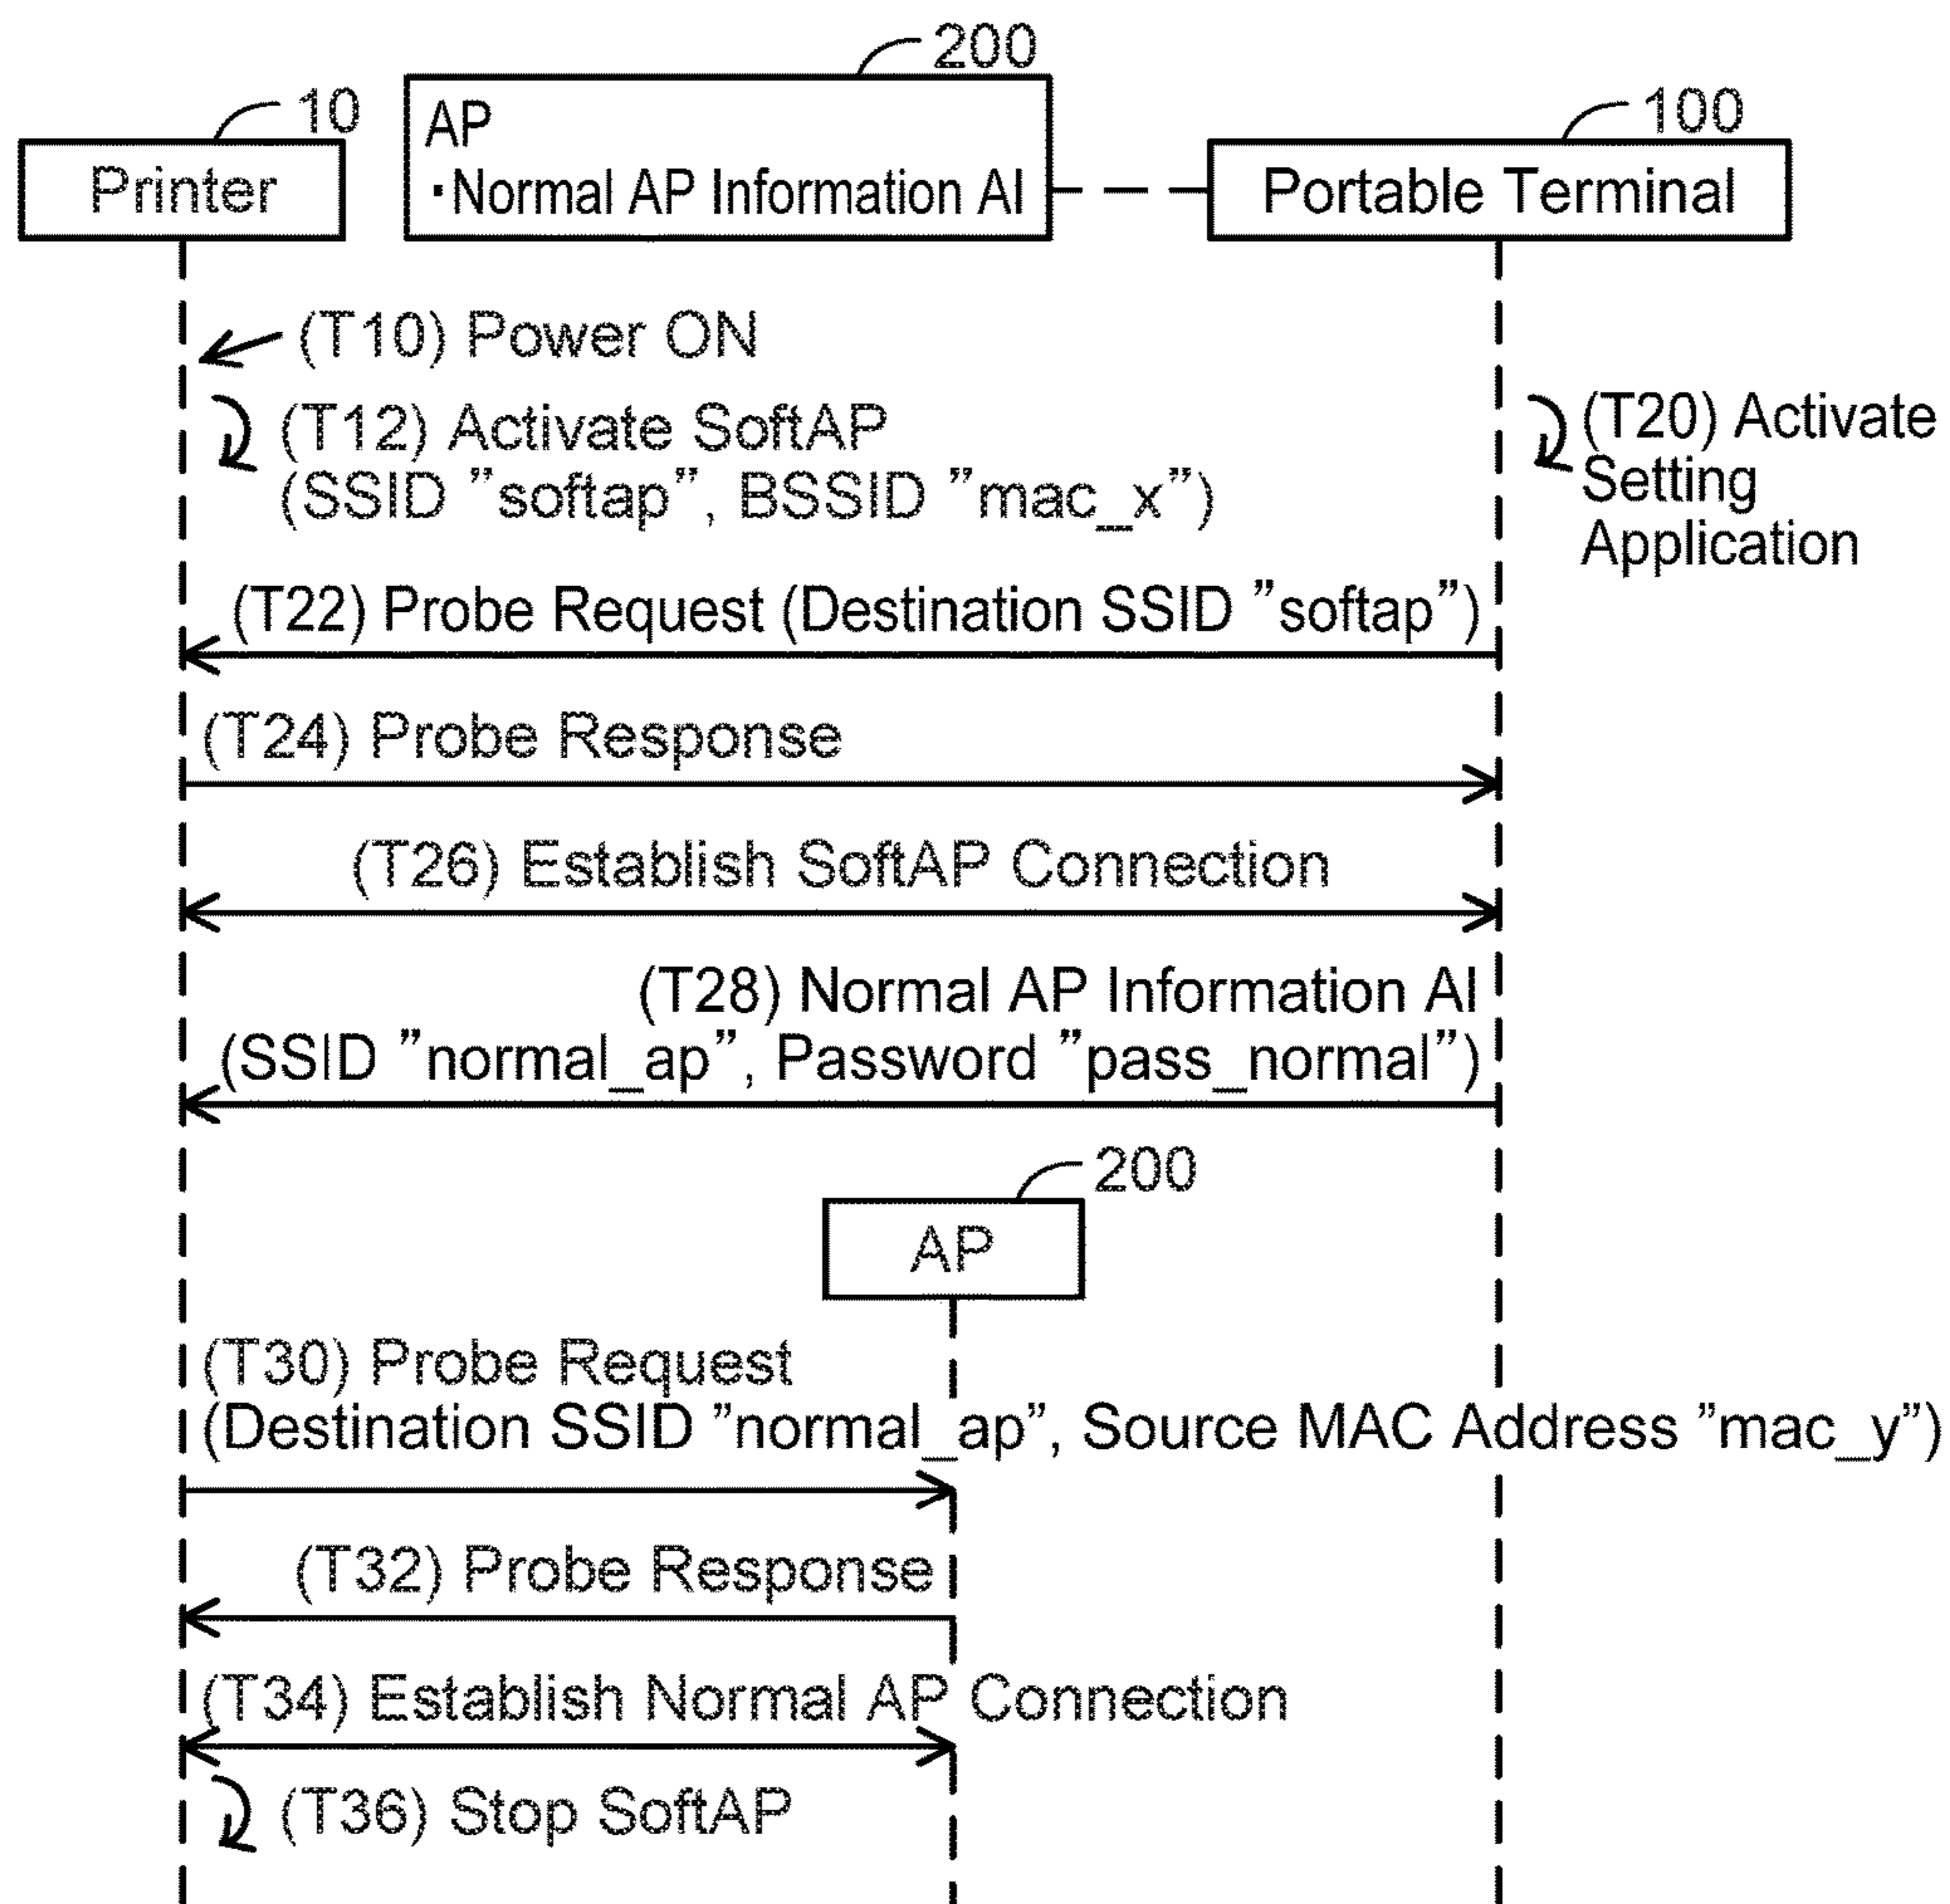 200
10
100
AP
Printer
·Normal AP Information AI
Portable Terminal
(T10) Power ON
(T12) Activate SoftAP
(SSID ”softap”, BSSID ”mac_x”)
(T20) Activate
Setting
Application
(T22) Probe Request (Destination SSID ”softap”)
(T24) Probe Response
(T26) Establish SoftAP Connection
(T28) Normal AP Information AI
(SSID ”normal_ap”, Password ”pass_normal”)
200
AP
(T30) Probe Request
(Destination SSID ”normal_ap”, Source MAC Address ”mac_y”)
(T32) Probe Response
(T34) Establish Normal AP Connection
(T36) Stop SoftAP